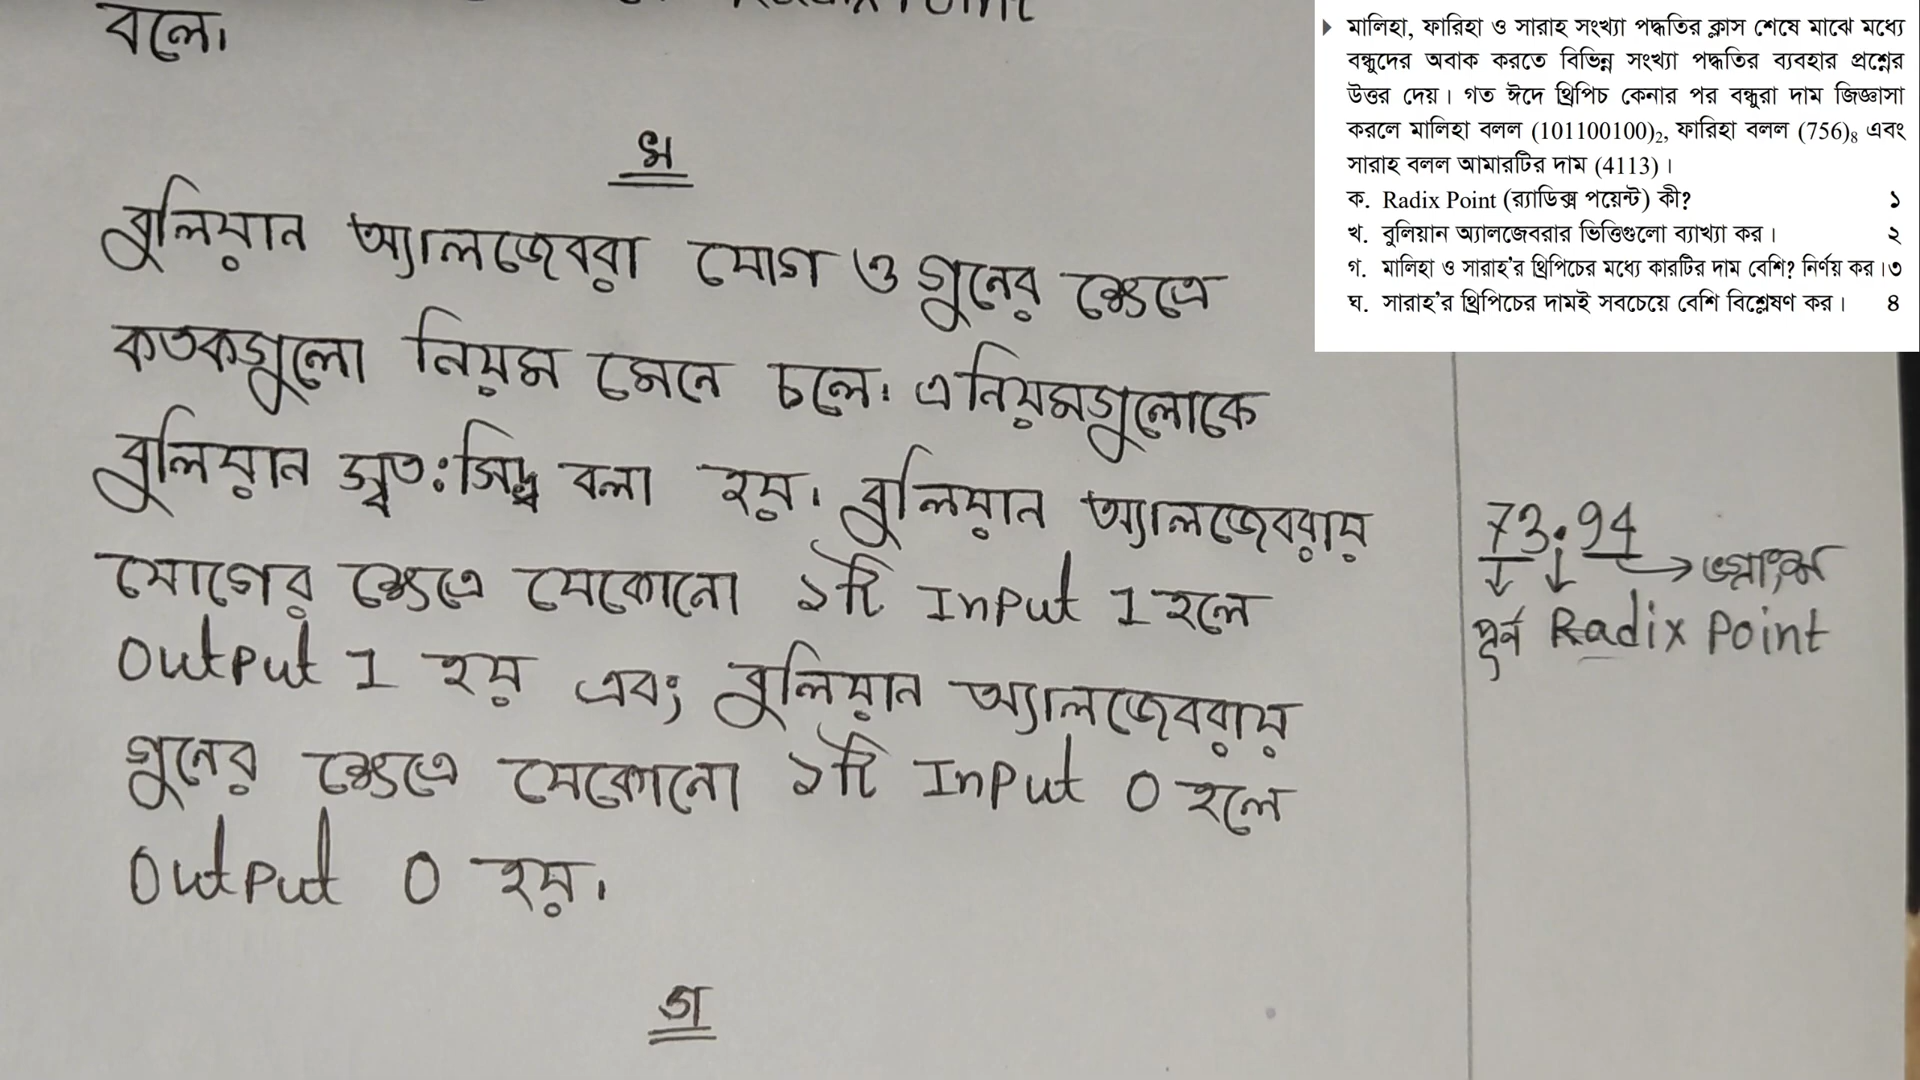 Radix Point
বলে।
খ
বুলিয়ান অ্যালজেবরা যোগ ও গুনের ক্ষেত্রে
কতকগুলো নিয়ম মেনে চলে। এ নিয়মগুলোকে
বুলিয়ান স্বত:সিদ্ধ বলা হয়। বুলিয়ান অ্যালজেবরায়
যোগের ক্ষেত্রে যেকোনো ১টি Input 1 হলে
Output 1 হয় এবং বুলিয়ান অ্যালজেবরায়
গুনের ক্ষেত্রে যেকোনো ১টি Input 0 হলে
Output 0 হয়।
গ
73.94
ভগ্নাংশ
পূর্ন Radix Point
মালিহা, ফারিহা ও সারাহ সংখ্যা পদ্ধতির ক্লাস শেষে মাঝে মধ্যে
বন্ধুদের অবাক করতে বিভিন্ন সংখ্যা পদ্ধতির ব্যবহার প্রশ্নের
উত্তর দেয়। গত ঈদে থ্রিপিচ কেনার পর বন্ধুরা দাম জিজ্ঞাসা
করলে মালিহা বলল (101100100)₂, ফারিহা বলল (756)₈ এবং
সারাহ বলল আমারটির দাম (4113)।
ক. Radix Point (র‍্যাডিক্স পয়েন্ট) কী? ১
খ. বুলিয়ান অ্যালজেবরার ভিত্তিগুলো ব্যাখ্যা কর। ২
গ. মালিহা ও সারাহ'র থ্রিপিচের মধ্যে কারটির দাম বেশি? নির্ণয় কর।৩
ঘ. সারাহ'র থ্রিপিচের দামই সবচেয়ে বেশি বিশ্লেষণ কর। ৪